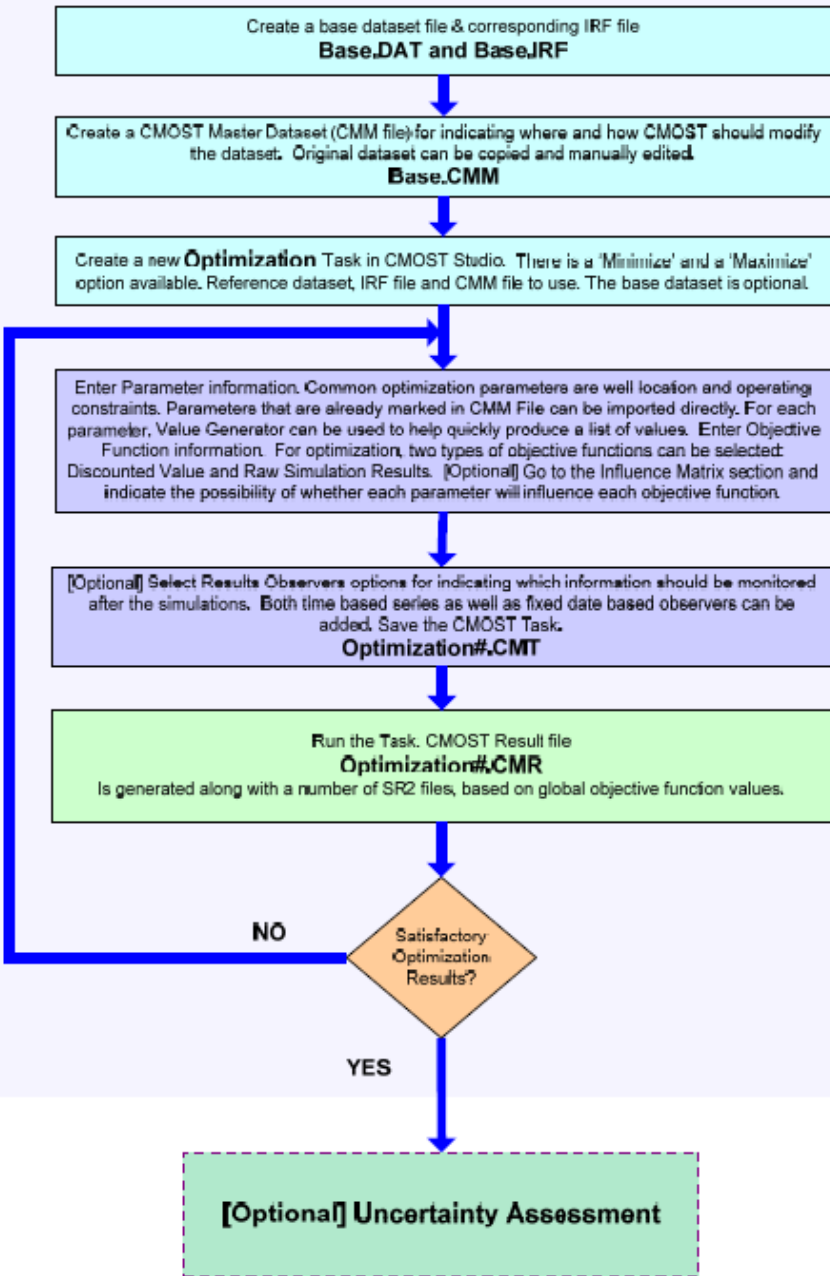 Create a base dataset file & corresponding IRF file
Base.DAT and Base.IRF
Create a CMOST Master Dataset (CMM file) for indicating where and how CMOST should modify
the dataset. Original dataset can be copied and manually edited.
Base.CMM
Create a new Optimization Task in CMOST Studio. There is a 'Minimize' and a 'Maximize'
option available. Reference dataset, IRF file and CMM file to use. The base dataset is optional.
Enter Parameter information. Common optimization parameters are well location and operating
constraints. Parameters that are already marked in CMM File can be imported directly. For each
parameter, Value Generator can be used to help quickly produce a list of values. Enter Objective
Function information. For optimization, two types of objective functions can be selected:
Discounted Value and Raw Simulation Results. [Optional] Go to the Influence Matrix section and
indicate the possibility of whether each parameter will influence each objective function.
[Optional] Select Results Observers options for indicating which information should be monitored
after the simulations. Both time based series as well as fixed date based observers can be
added. Save the CMOST Task.
Optimization#.CMT
Run the Task. CMOST Result file
Optimization#.CMR
Is generated along with a number of SR2 files, based on global objective function values.
NO
Satisfactory
Optimization
Results?
YES
[Optional] Uncertainty Assessment